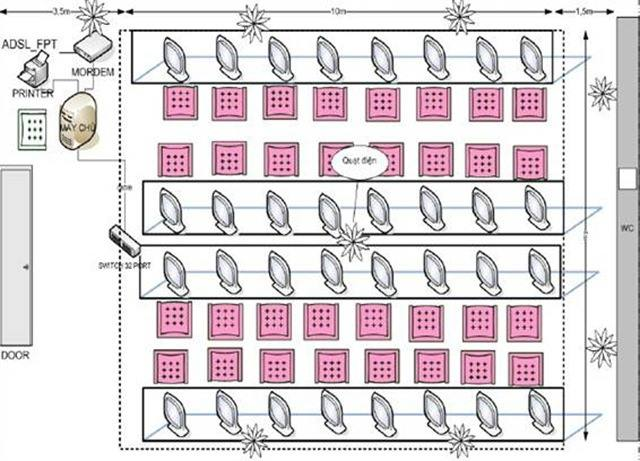 3,5m
10m
1,5m
ADSL_FPT
MORDEM
PRINTER
MÁY CHỦ
Quạt điện
WC
SWITCH 32 PORT
DOOR